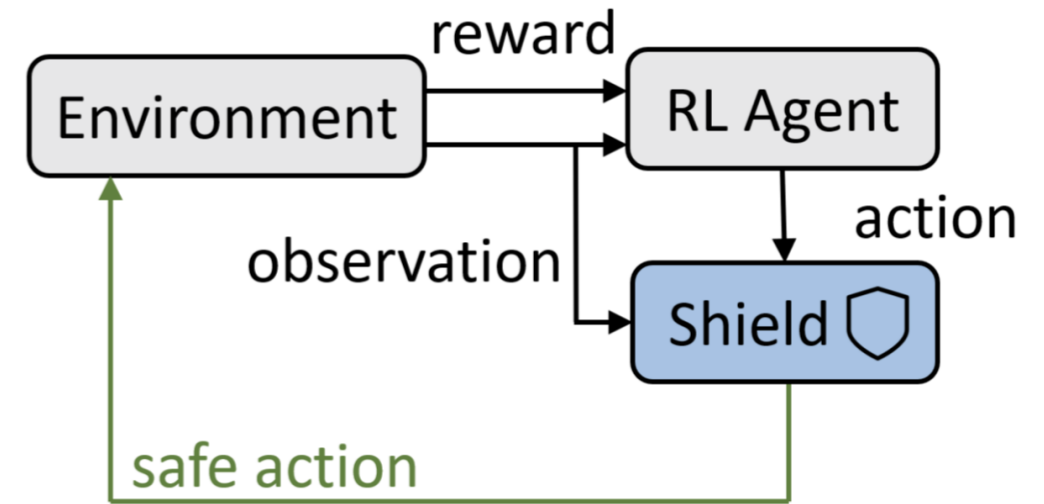 reward
Environment
RL Agent
action
observation
Shield
safe action